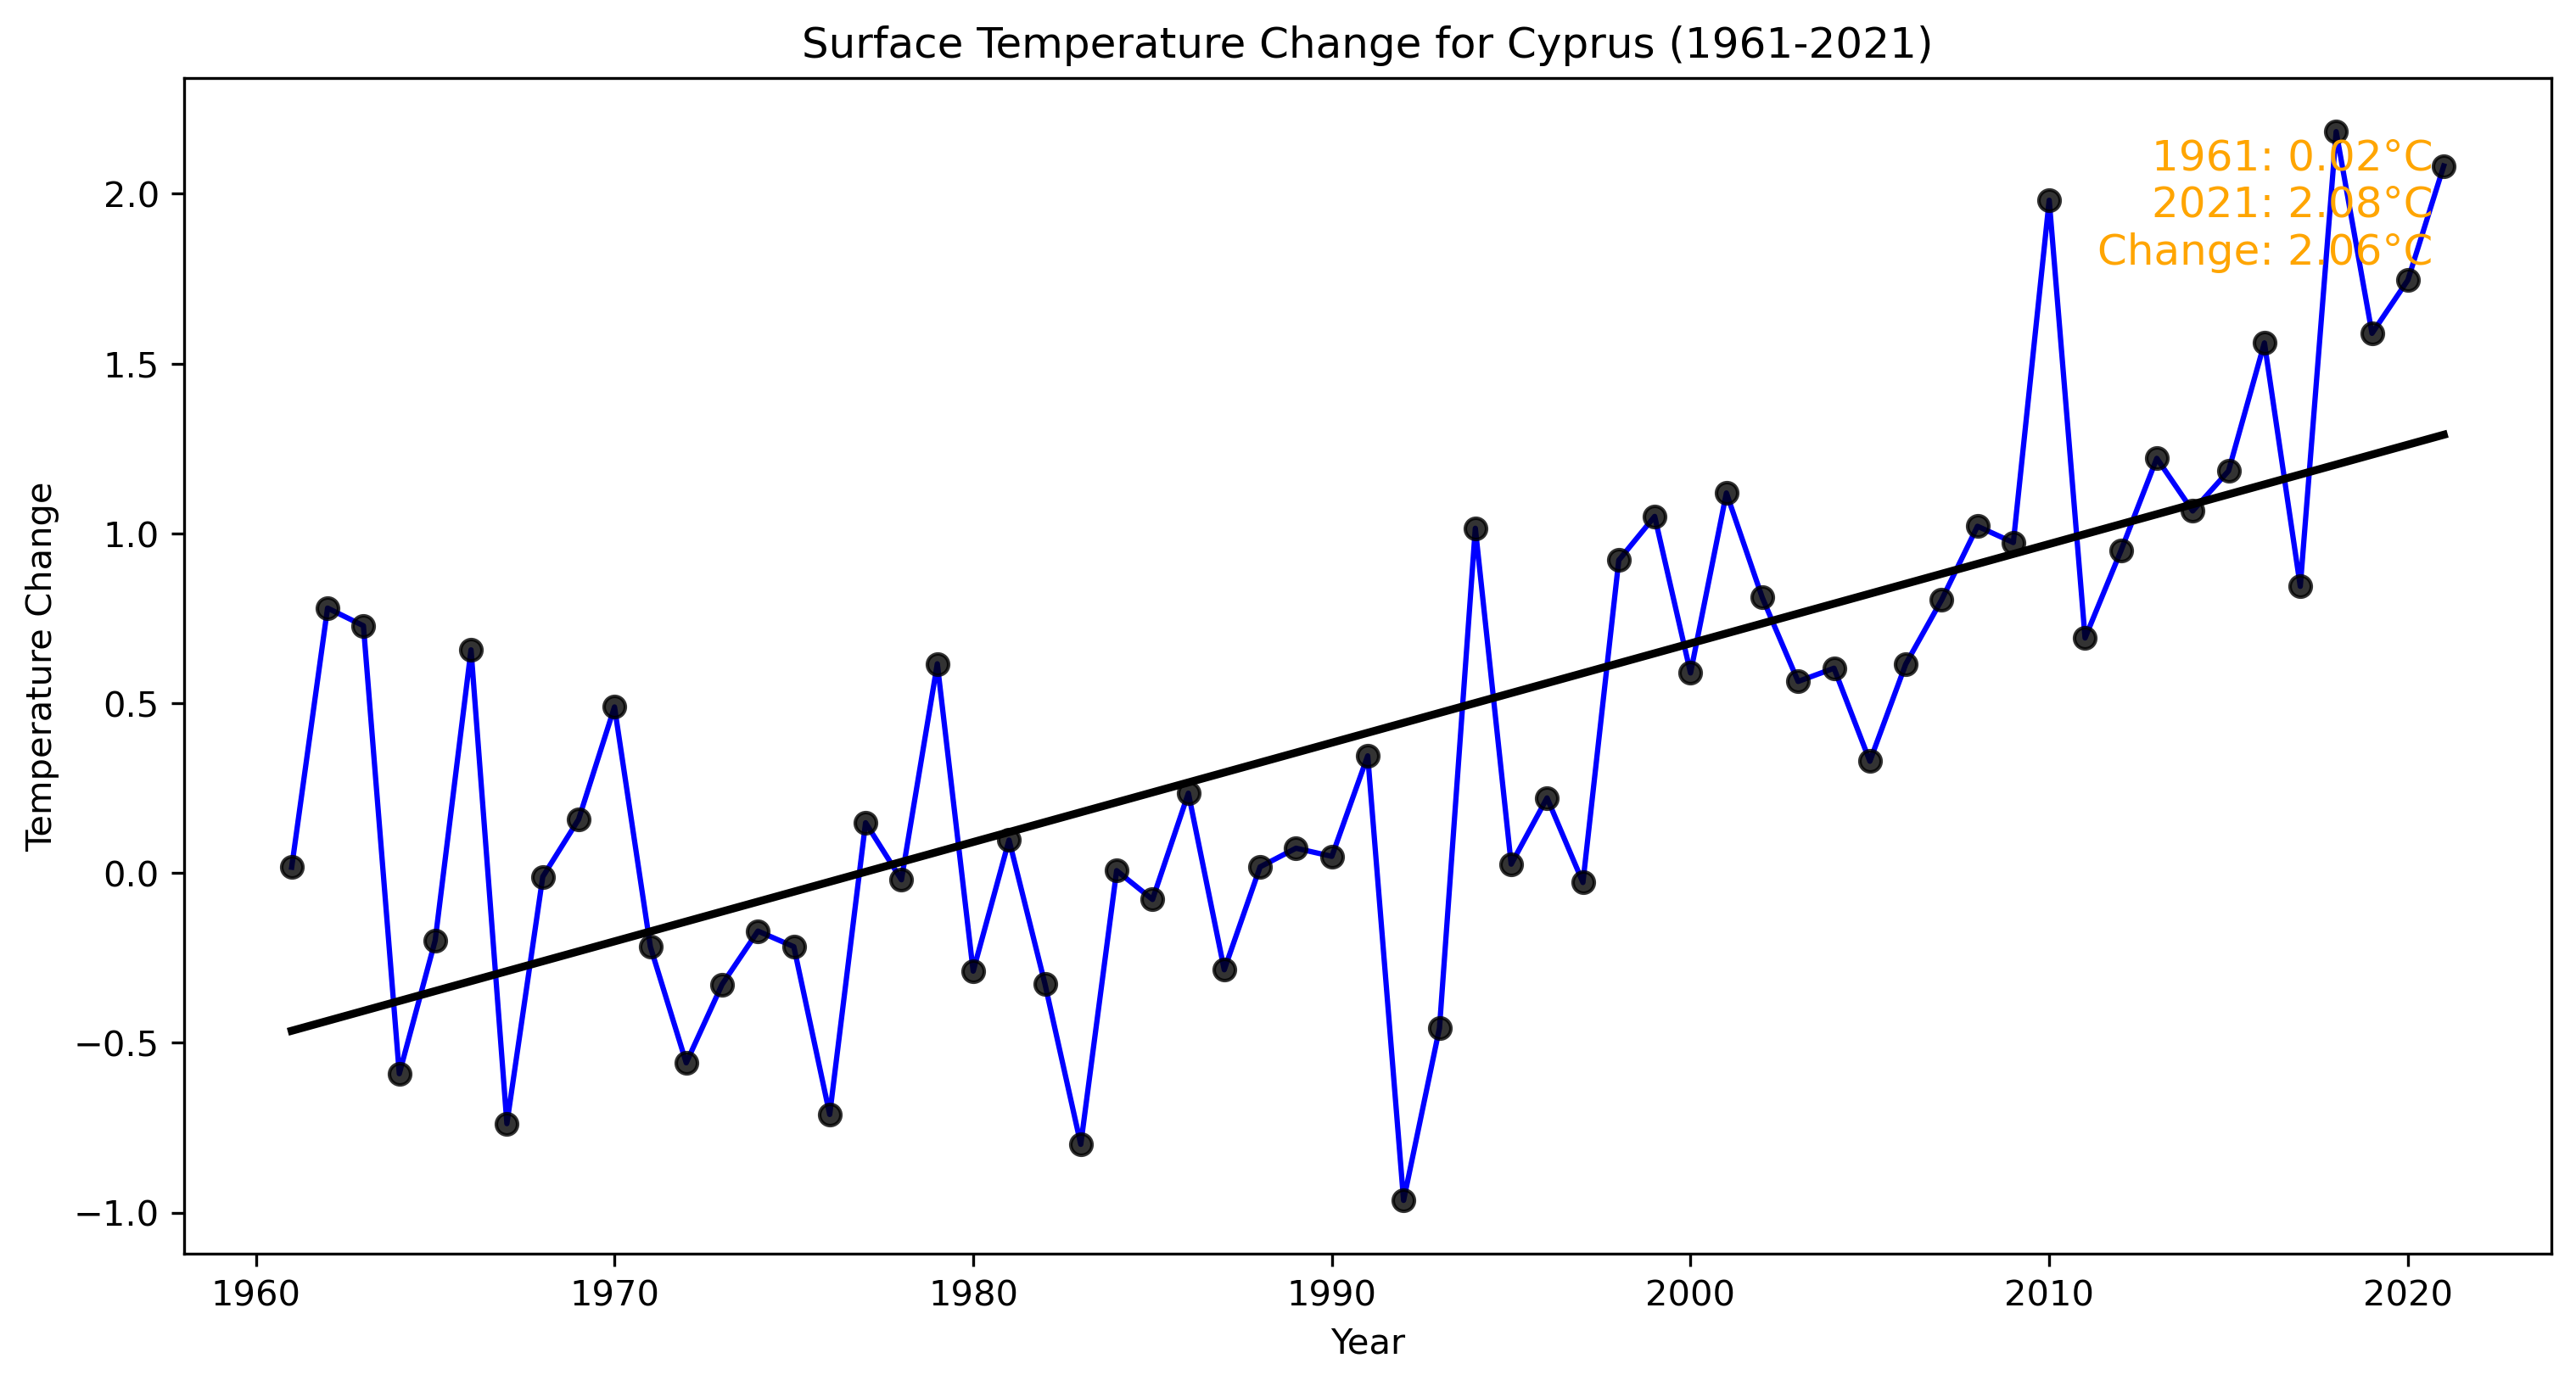 Surface Temperature Change for Cyprus (1961-2021)
1961: 0.02°C
2021: 2.08°C
Change: 2.06°C
Temperature Change
2.0
1.5
1.0
0.5
0.0
−0.5
−1.0
1960 1970 1980 1990 2000 2010 2020
Year